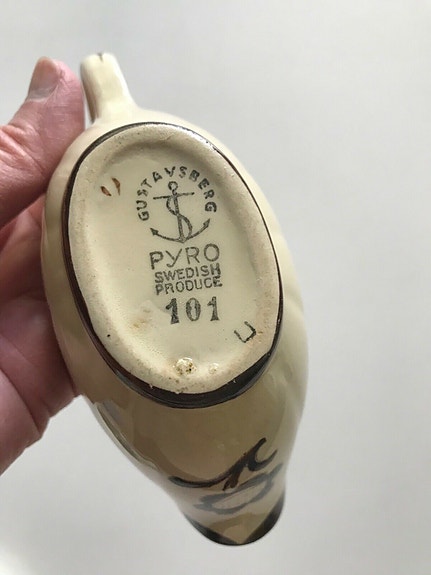 GUSTAVSBERG
PYRO
SWEDISH
PRODUCE
101